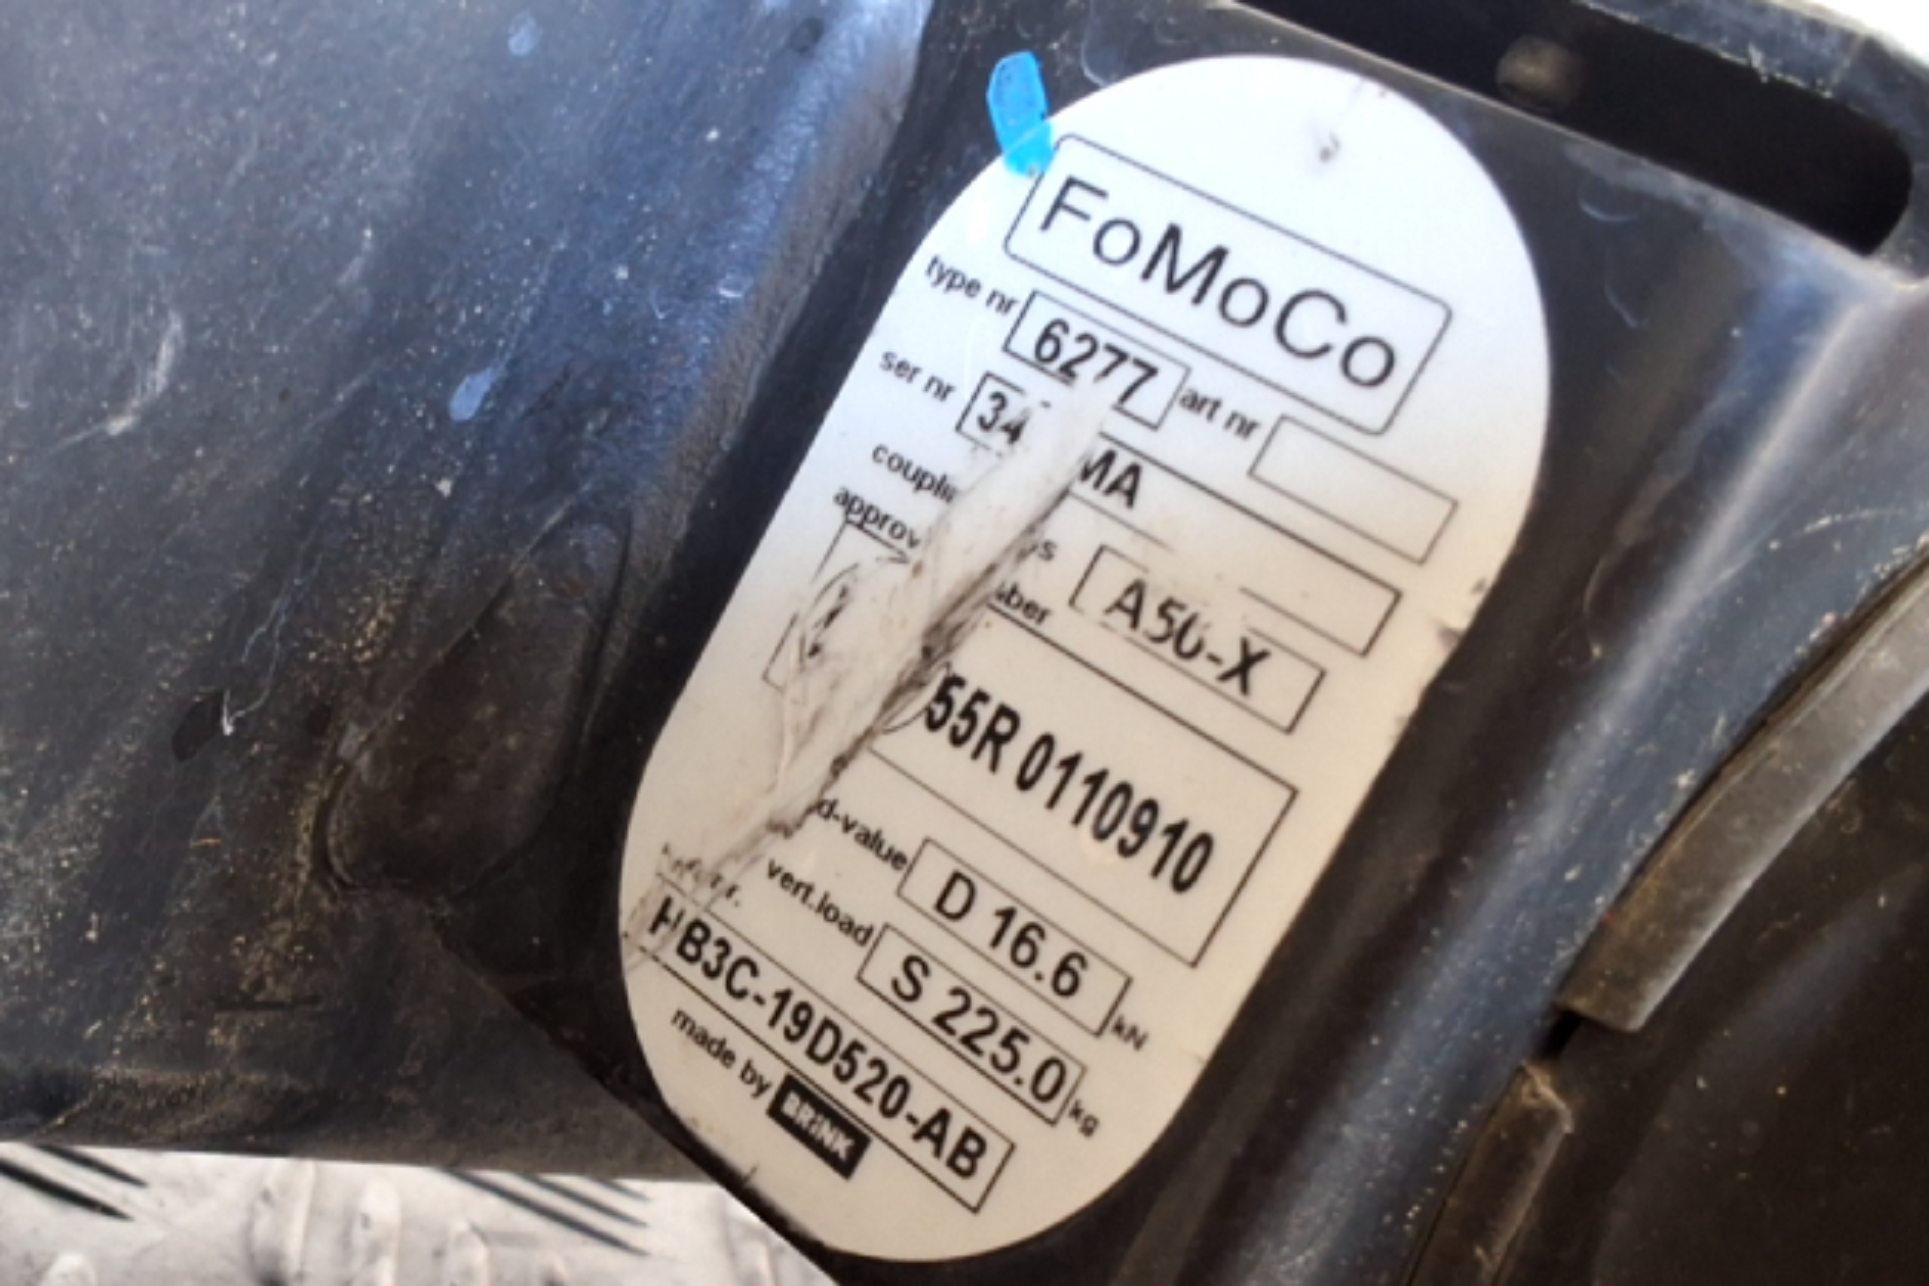 FoMoCo
type nr 6277 art nr
ser nr 34 MA
A50-X
55R 0110910
d-value D 16.6 kN
vert.load S 225.0 kg
HB3C-19D520-AB
made by BRINK